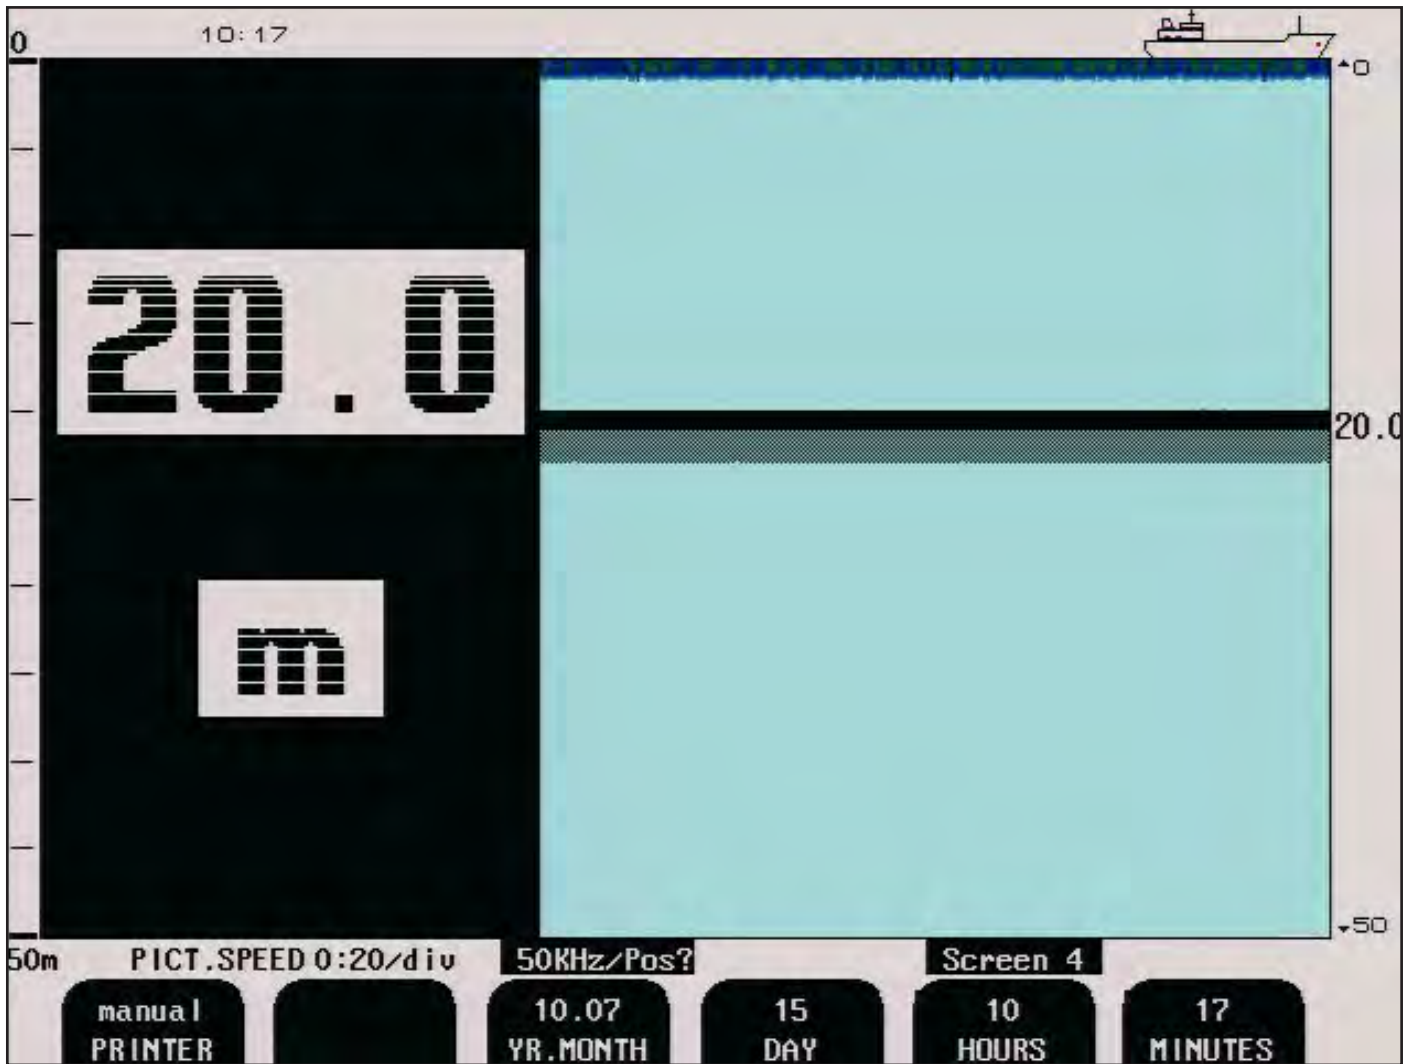 10:17
0
▲0
20.0
20.0
m
▼50
50m
PICT.SPEED 0:20/div
50KHz/Pos?
Screen 4
manual
PRINTER
10.07
YR.MONTH
15
DAY
10
HOURS
17
MINUTES